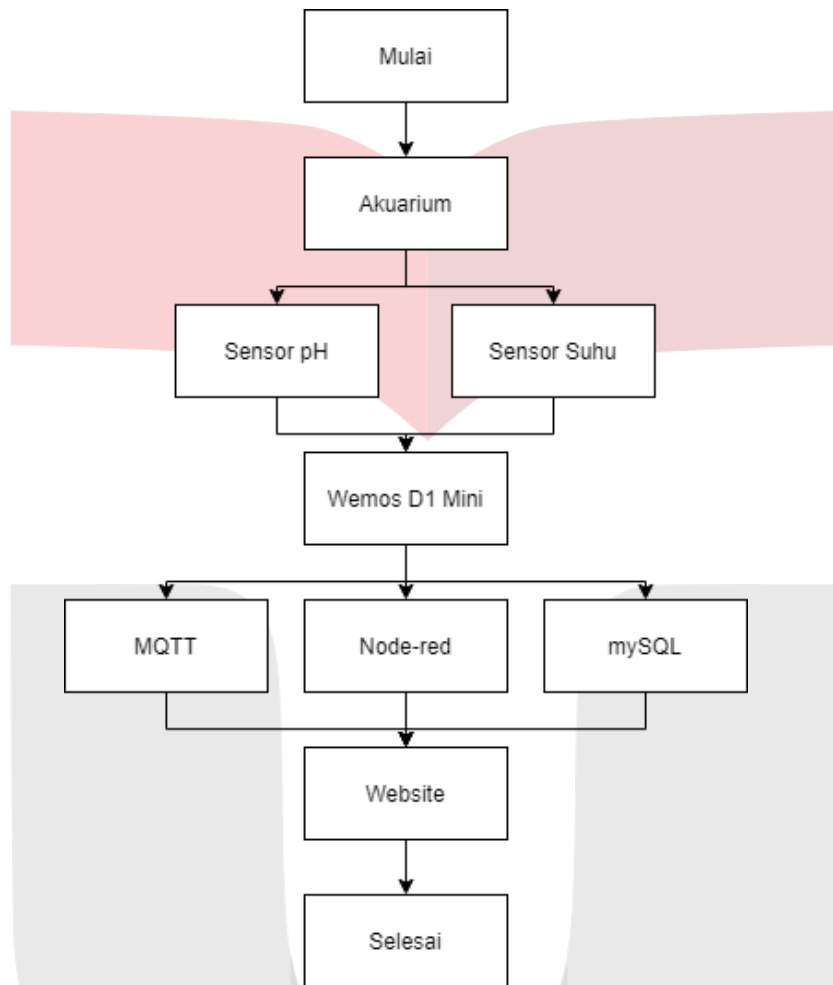 Mulai
Akuarium
Sensor pH
Sensor Suhu
Wemos D1 Mini
MQTT
Node-red
mySQL
Website
Selesai